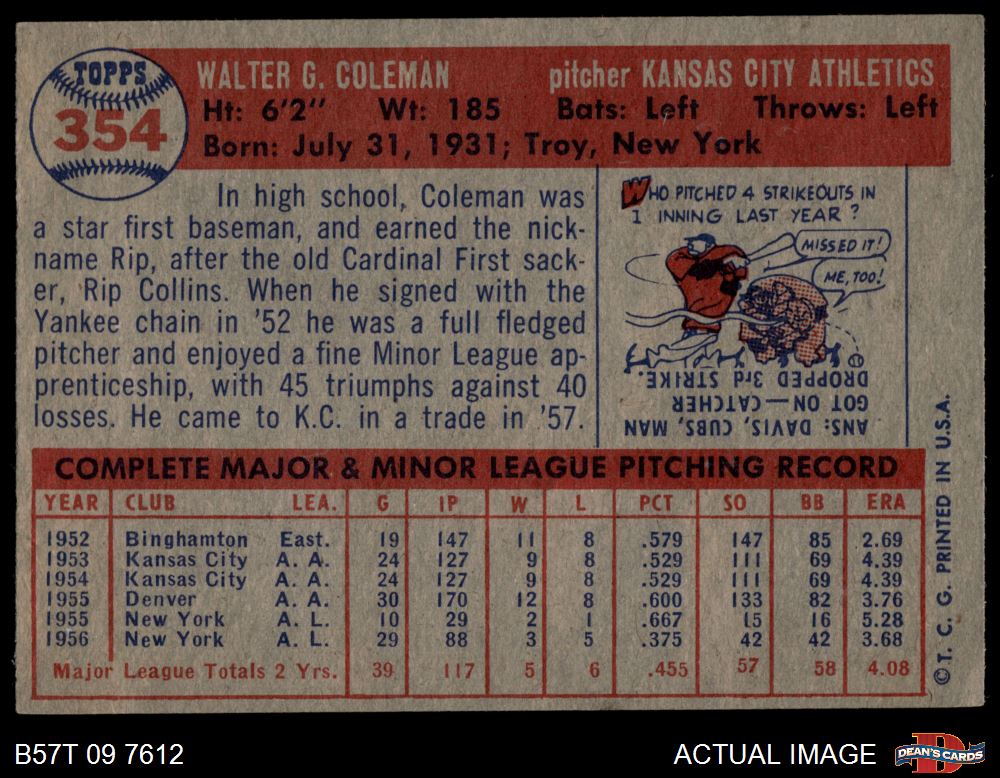 TOPPS
354
WALTER G. COLEMAN pitcher KANSAS CITY ATHLETICS
Ht: 6'2" Wt: 185 Bats: Left Throws: Left
Born: July 31, 1931; Troy, New York
In high school, Coleman was
a star first baseman, and earned the nick-
name Rip, after the old Cardinal First sack-
er, Rip Collins. When he signed with the
Yankee chain in '52 he was a full fledged
pitcher and enjoyed a fine Minor League ap-
prenticeship, with 45 triumphs against 40
losses. He came to K.C. in a trade in '57.
WHO PITCHED 4 STRIKEOUTS IN
1 INNING LAST YEAR?
MISSED IT!
ME, TOO!
ANS: DAVIS, CUBS, MAN
GOT ON—CATCHER
DROPPED 3rd STRIKE.
COMPLETE MAJOR & MINOR LEAGUE PITCHING RECORD
YEAR CLUB LEA. G IP W L PCT SO BB ERA
1952 Binghamton East. 19 147 11 8 .579 147 85 2.69
1953 Kansas City A. A. 24 127 9 8 .529 111 69 4.39
1954 Kansas City A. A. 24 127 9 8 .529 111 69 4.39
1955 Denver A. A. 30 170 12 8 .600 133 82 3.76
1955 New York A. L. 10 29 2 1 .667 15 16 5.28
1956 New York A. L. 29 88 3 5 .375 42 42 3.68
Major League Totals 2 Yrs. 39 117 5 6 .455 57 58 4.08
© T. C. G. PRINTED IN U.S.A.
B57T 09 7612 ACTUAL IMAGE
DEAN'S CARDS